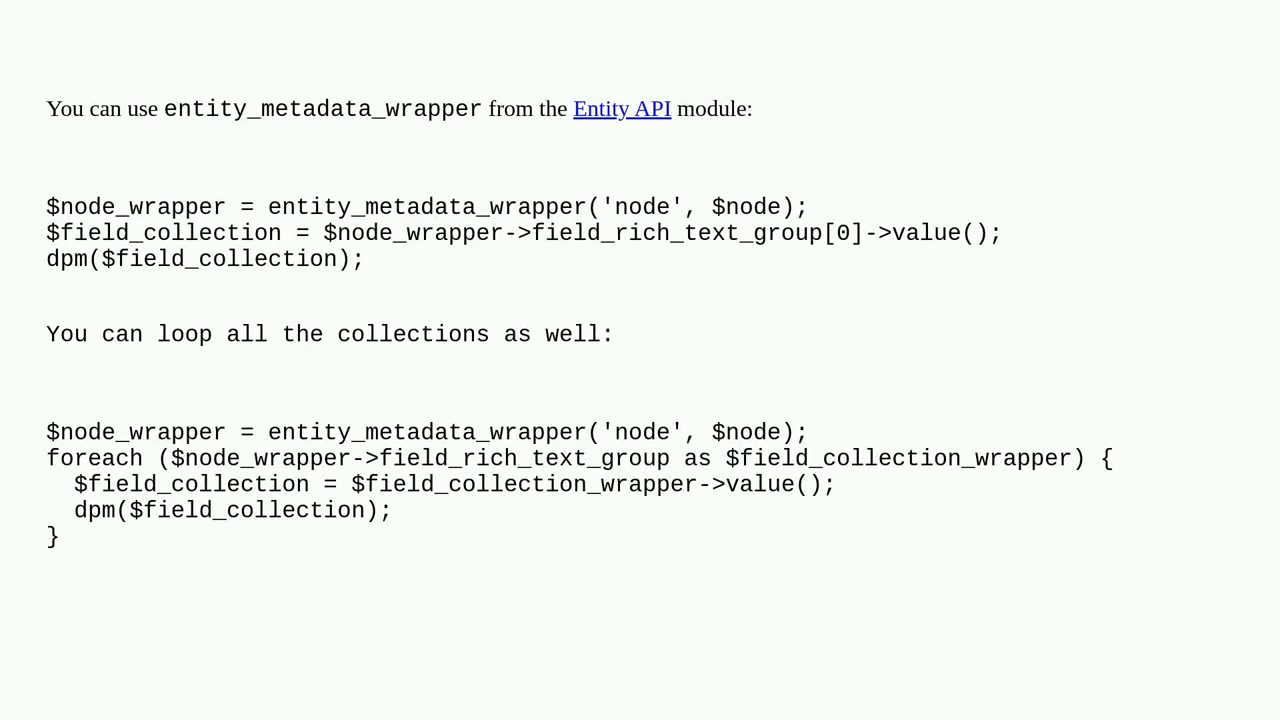 You can use entity_metadata_wrapper from the Entity API module:
$node_wrapper = entity_metadata_wrapper('node', $node);
$field_collection = $node_wrapper->field_rich_text_group[0]->value();
dpm($field_collection);
You can loop all the collections as well:
$node_wrapper = entity_metadata_wrapper('node', $node);
foreach ($node_wrapper->field_rich_text_group as $field_collection_wrapper) {
  $field_collection = $field_collection_wrapper->value();
  dpm($field_collection);
}